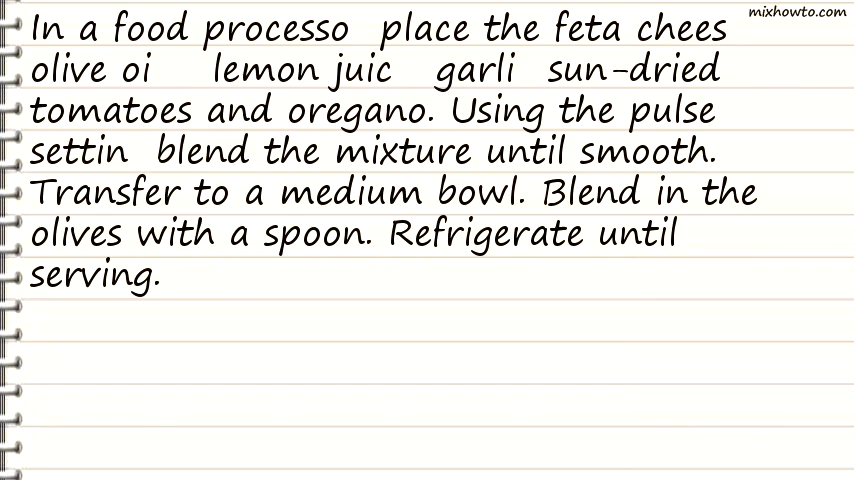 mixhowto.com
In a food processo place the feta chees
olive oi lemon juic garli sun-dried
tomatoes and oregano. Using the pulse
settin blend the mixture until smooth.
Transfer to a medium bowl. Blend in the
olives with a spoon. Refrigerate until
serving.